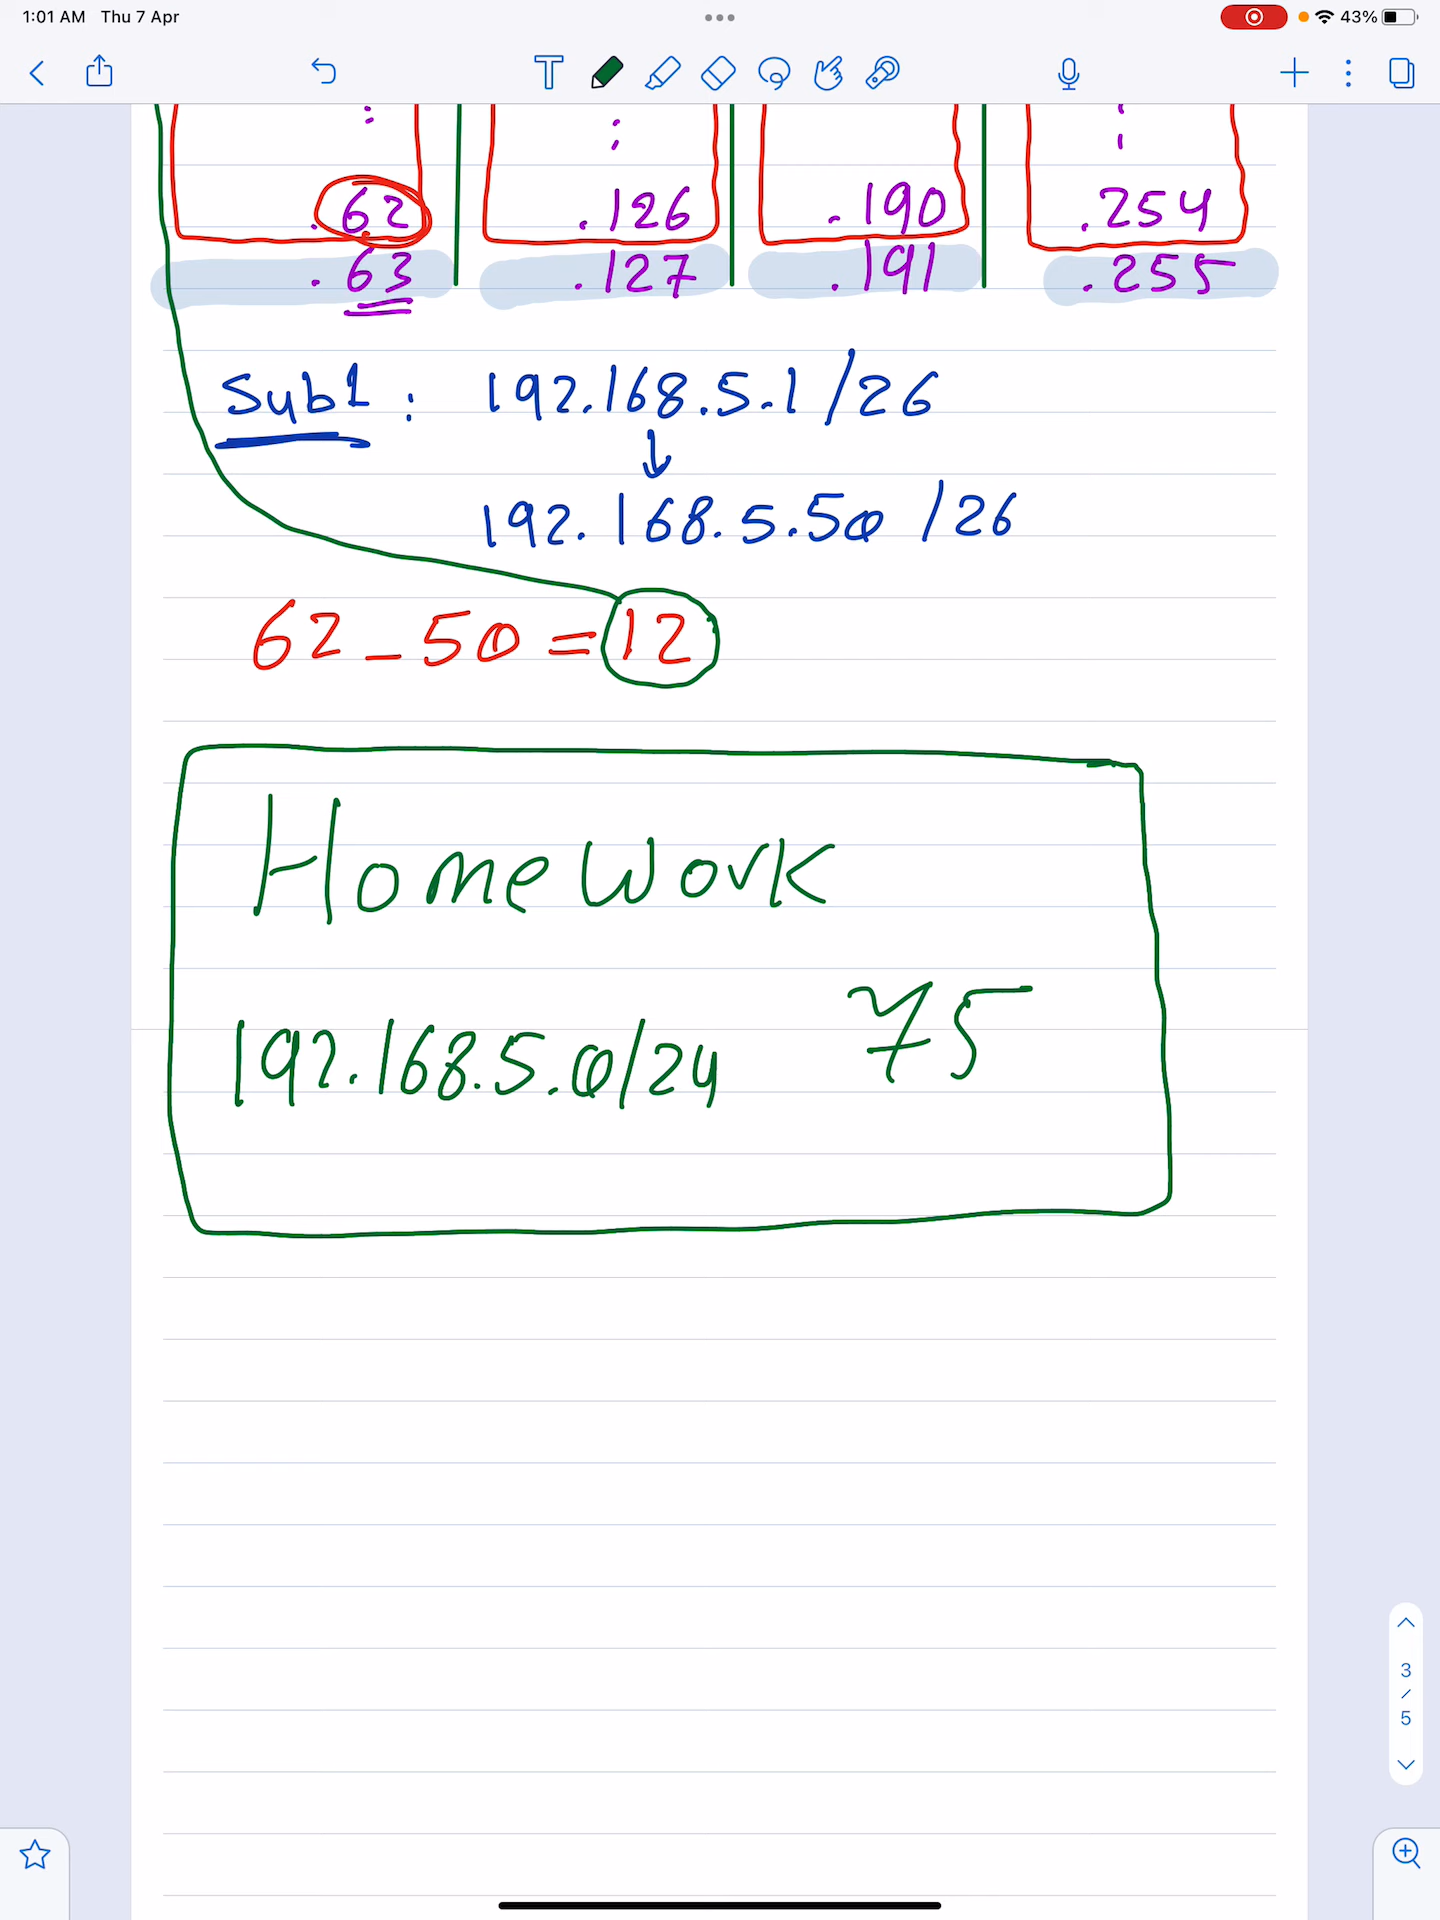 1:01 AM Thu 7 Apr 43%
.62 .126 .190 .254
.63 .127 .191 .255
Sub1 : 192.168.5.1/26
192.168.5.50 /26
62-50=12
HomeWork
192.168.5.0/24 75
3
/
5